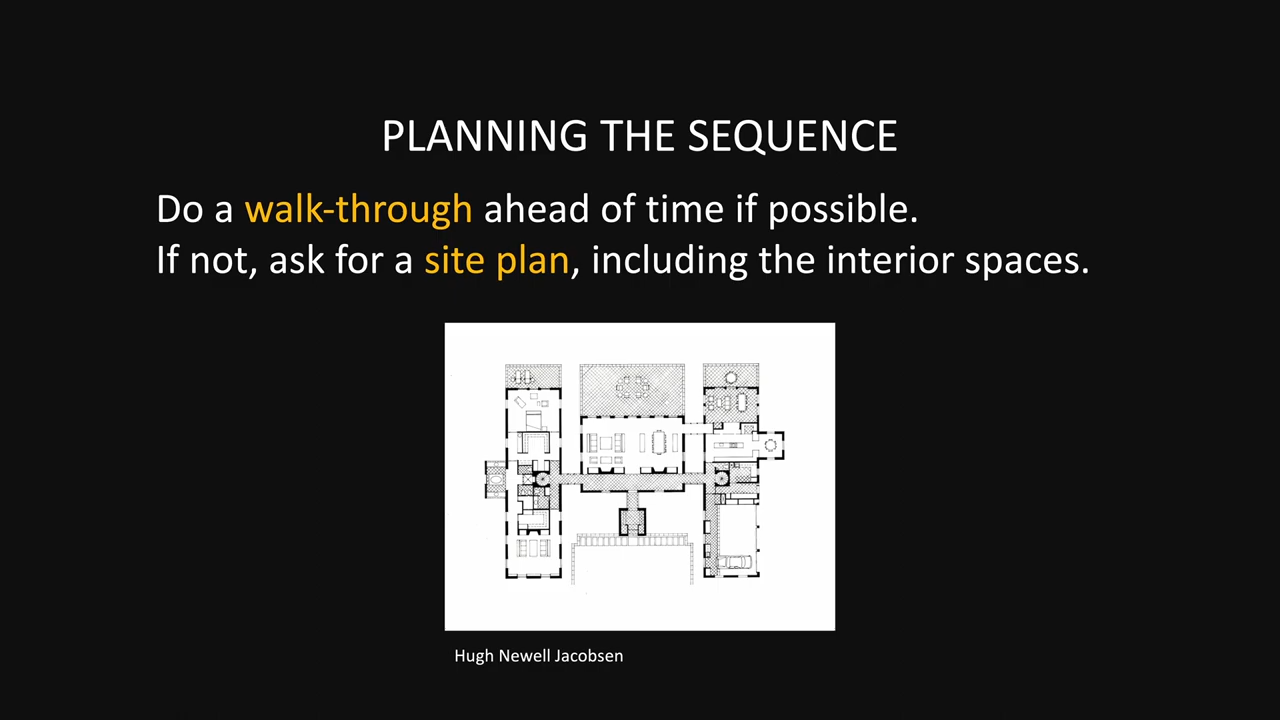 PLANNING THE SEQUENCE
Do a walk-through ahead of time if possible.
If not, ask for a site plan, including the interior spaces.
Hugh Newell Jacobsen